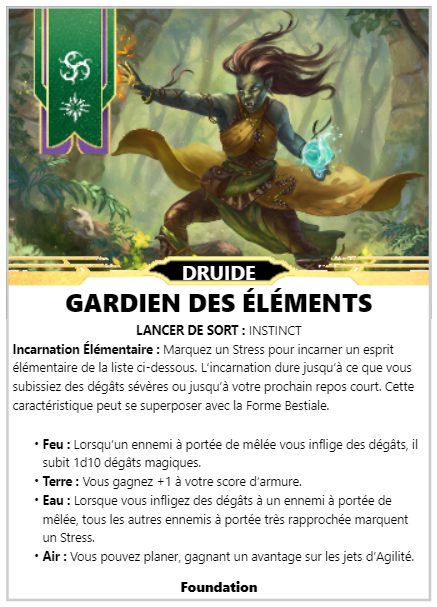 DRUIDE
GARDIEN DES ÉLÉMENTS
LANCER DE SORT : INSTINCT
Incarnation Élémentaire : Marquez un Stress pour incarner un esprit
élémentaire de la liste ci-dessous. L'incarnation dure jusqu'à ce que vous
subissiez des dégâts sévères ou jusqu'à votre prochain repos court. Cette
caractéristique peut se superposer avec la Forme Bestiale.
• Feu : Lorsqu'un ennemi à portée de mêlée vous inflige des dégâts, il
subit 1d10 dégâts magiques.
• Terre : Vous gagnez +1 à votre score d'armure.
• Eau : Lorsque vous infligez des dégâts à un ennemi à portée de
mêlée, tous les autres ennemis à portée très rapprochée marquent
un Stress.
• Air : Vous pouvez planer, gagnant un avantage sur les jets d'Agilité.
Foundation